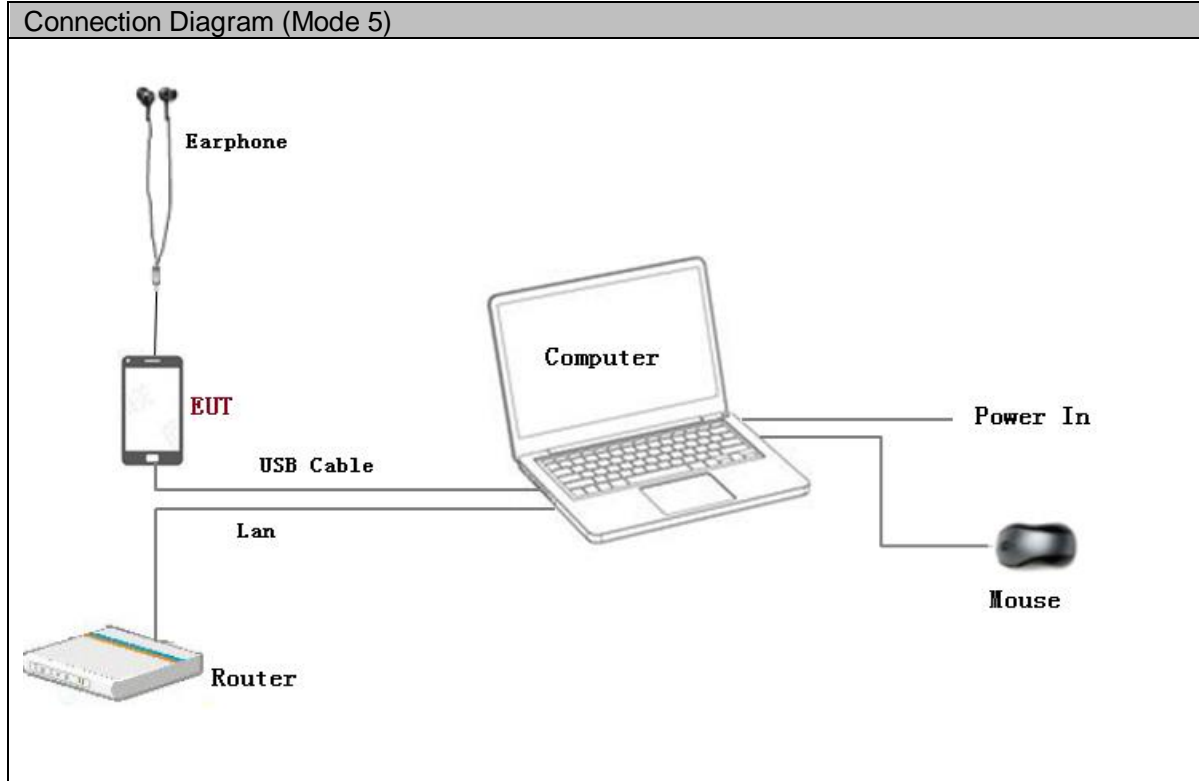 Connection Diagram (Mode 5)
Earphone
Computer
EUT
Power In
USB Cable
Lan
Mouse
Router